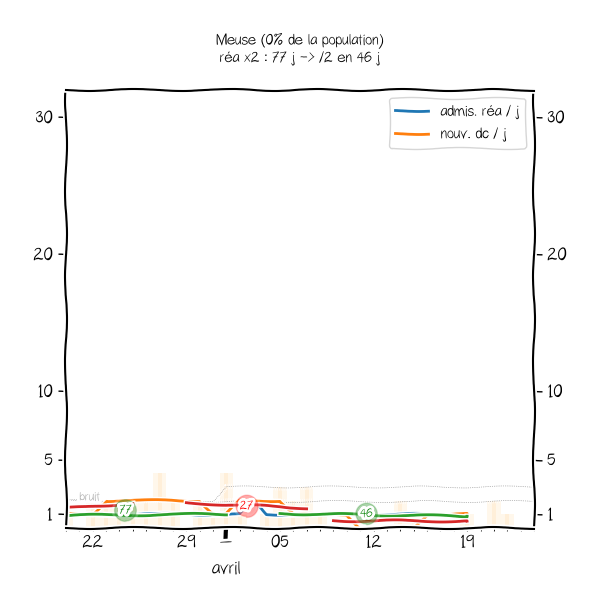 Meuse (0% de la population)
réa x2 : 77 j -> /2 en 46 j
admis. réa / j
nouv. dc / j
30 30
20 20
10 10
5 5
... bruit
77 27 46
1 1
22 29 05 12 19
avril